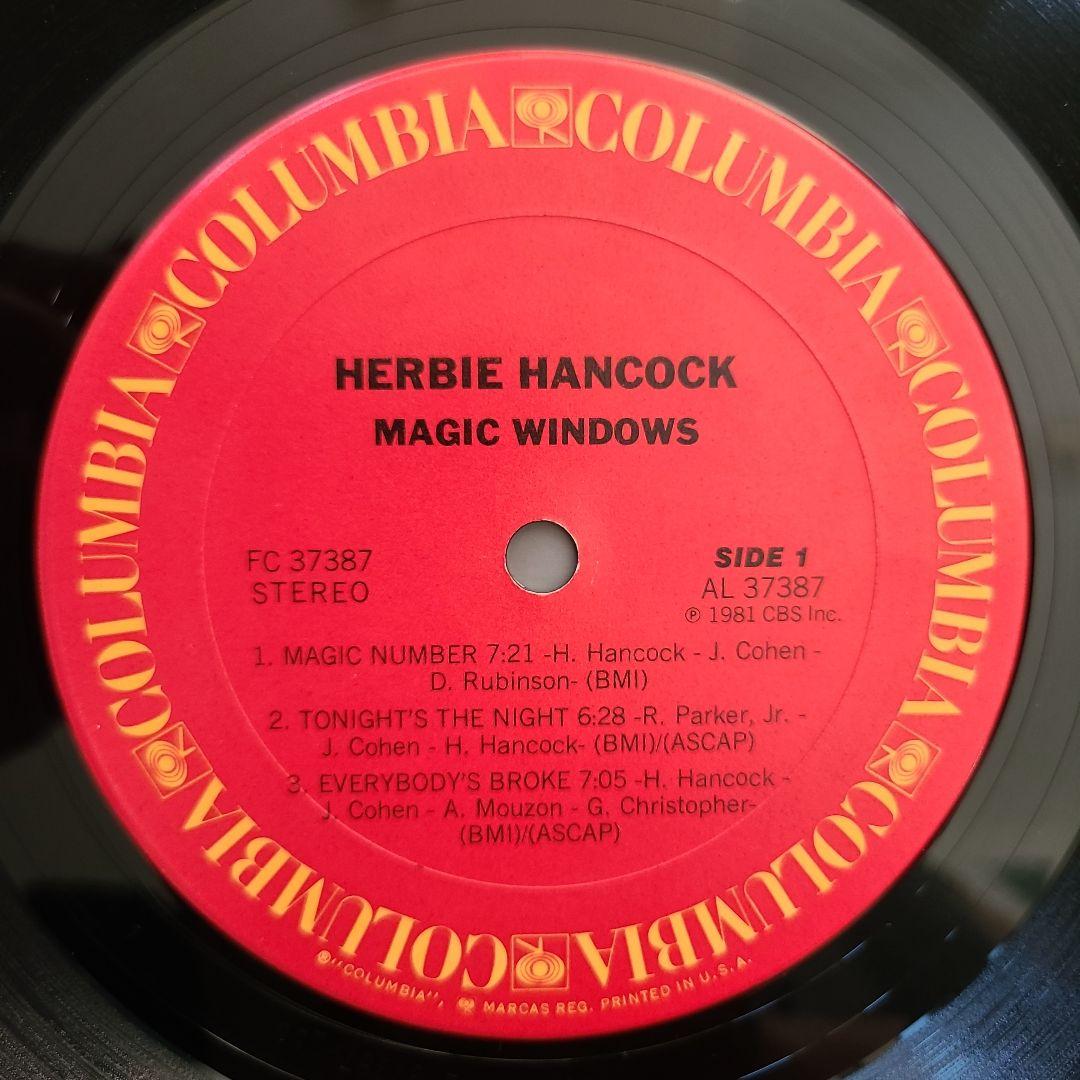 COLUMBIA COLUMBIA COLUMBIA COLUMBIA COLUMBIA COLUMBIA
HERBIE HANCOCK
MAGIC WINDOWS
FC 37387
STEREO
SIDE 1
AL 37387
℗ 1981 CBS Inc.
1. MAGIC NUMBER 7:21 -H. Hancock - J. Cohen -
D. Rubinson- (BMI)
2. TONIGHT'S THE NIGHT 6:28 -R. Parker, Jr. -
J. Cohen - H. Hancock- (BMI)/(ASCAP)
3. EVERYBODY'S BROKE 7:05 -H. Hancock -
J. Cohen - A. Mouzon - G. Christopher-
(BMI)/(ASCAP)
®"COLUMBIA", MARCAS REG. PRINTED IN U.S.A.